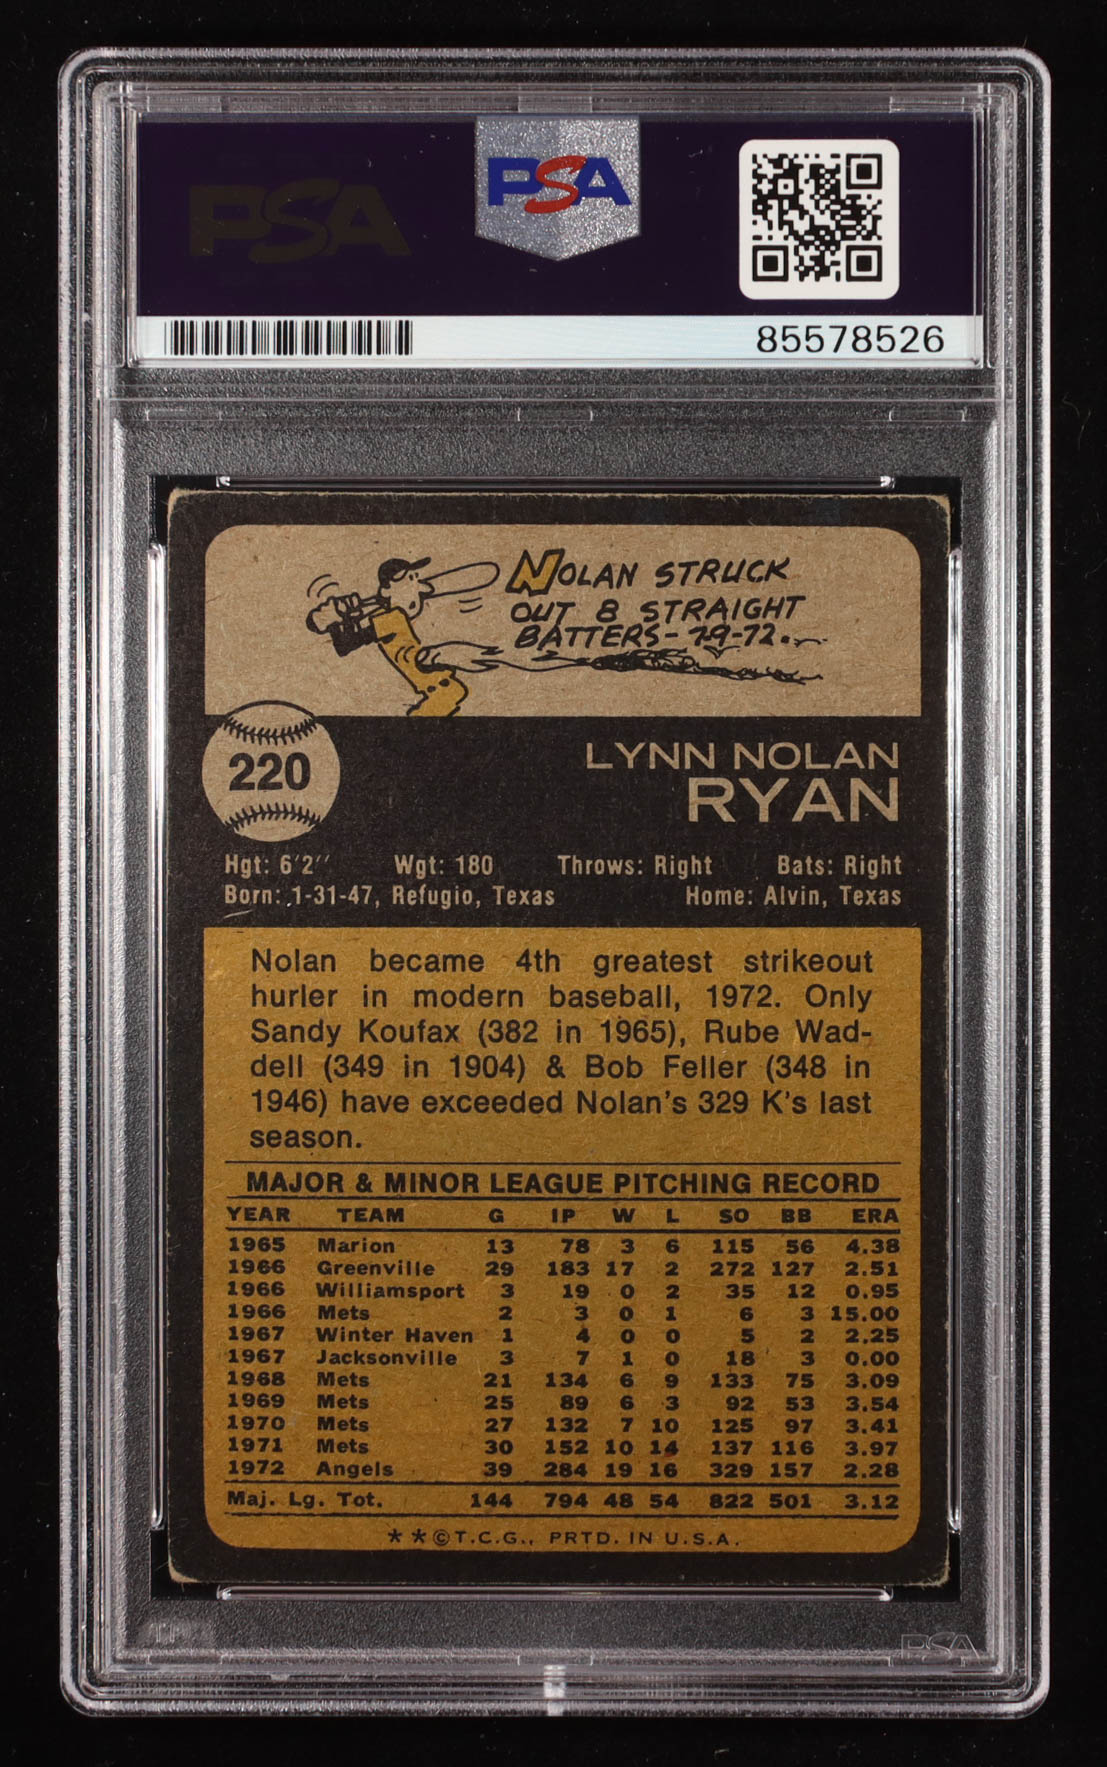 PSA
PSA
85578526
NOLAN STRUCK
OUT 8 STRAIGHT
BATTERS-7-9-72.
220
LYNN NOLAN
RYAN
Hgt: 6'2'' Wgt: 180 Throws: Right Bats: Right
Born: 1-31-47, Refugio, Texas Home: Alvin, Texas
Nolan became 4th greatest strikeout
hurler in modern baseball, 1972. Only
Sandy Koufax (382 in 1965), Rube Wad-
dell (349 in 1904) & Bob Feller (348 in
1946) have exceeded Nolan's 329 K's last
season.
MAJOR & MINOR LEAGUE PITCHING RECORD
YEAR TEAM G IP W L SO BB ERA
1965 Marion 13 78 3 6 115 56 4.38
1966 Greenville 29 183 17 2 272 127 2.51
1966 Williamsport 3 19 0 2 35 12 0.95
1966 Mets 2 3 0 1 6 3 15.00
1967 Winter Haven 1 4 0 0 5 2 2.25
1967 Jacksonville 3 7 1 0 18 3 0.00
1968 Mets 21 134 6 9 133 75 3.09
1969 Mets 25 89 6 3 92 53 3.54
1970 Mets 27 132 7 10 125 97 3.41
1971 Mets 30 152 10 14 137 116 3.97
1972 Angels 39 284 19 16 329 157 2.28
Maj. Lg. Tot. 144 794 48 54 822 501 3.12
**©T.C.G., PRTD. IN U.S.A.
PSA